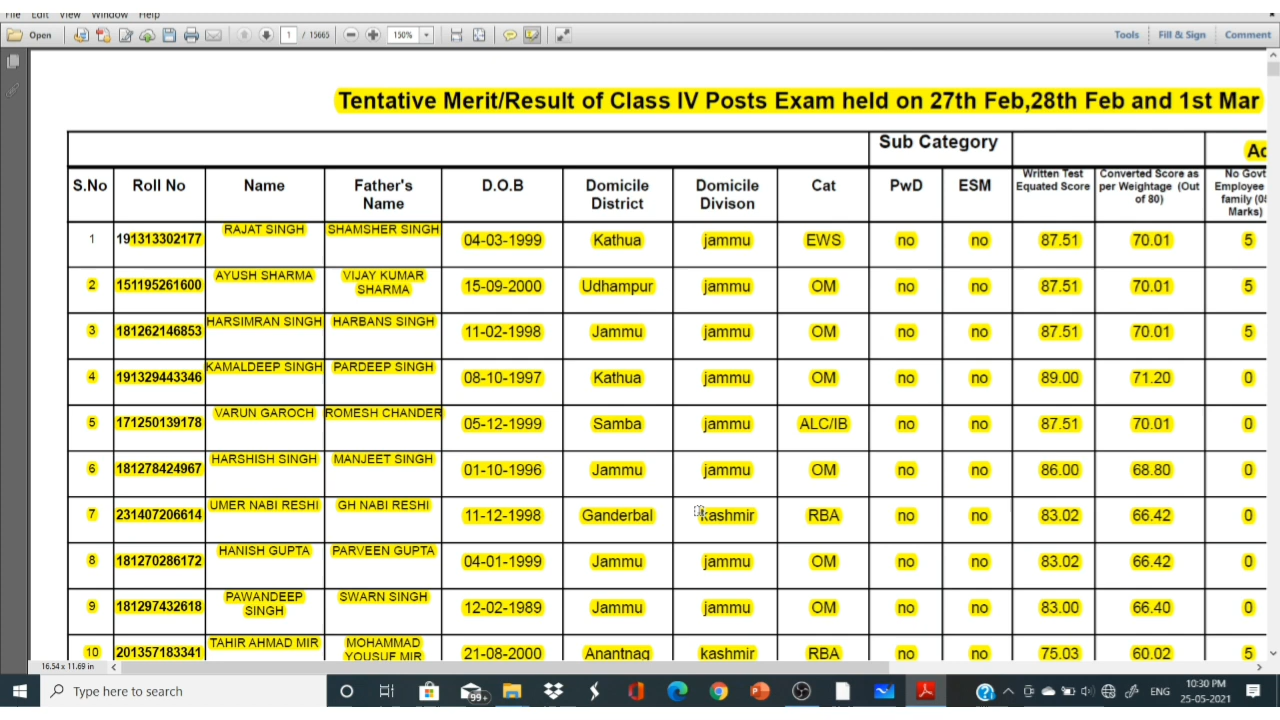 File Edit View Window Help
Open 1 / 15665 150% Tools Fill & Sign Comment
Tentative Merit/Result of Class IV Posts Exam held on 27th Feb,28th Feb and 1st Mar
Sub Category
S.No Roll No Name Father's Name D.O.B Domicile District Domicile Divison Cat PwD ESM Written Test Equated Score Converted Score as per Weightage (Out of 80) No Govt Employee family Marks)
1 191313302177 RAJAT SINGH SHAMSHER SINGH 04-03-1999 Kathua jammu EWS no no 87.51 70.01 5
2 151195261600 AYUSH SHARMA VIJAY KUMAR SHARMA 15-09-2000 Udhampur jammu OM no no 87.51 70.01 5
3 181262146853 HARSIMRAN SINGH HARBANS SINGH 11-02-1998 Jammu jammu OM no no 87.51 70.01 5
4 191329443346 KAMALDEEP SINGH PARDEEP SINGH 08-10-1997 Kathua jammu OM no no 89.00 71.20 0
5 171250139178 VARUN GAROCH ROMESH CHANDER 05-12-1999 Samba jammu ALC/IB no no 87.51 70.01 0
6 181278424967 HARSHISH SINGH MANJEET SINGH 01-10-1996 Jammu jammu OM no no 86.00 68.80 0
7 231407206614 UMER NABI RESHI GH NABI RESHI 11-12-1998 Ganderbal kashmir RBA no no 83.02 66.42 0
8 181270286172 HANISH GUPTA PARVEEN GUPTA 04-01-1999 Jammu jammu OM no no 83.02 66.42 0
9 181297432618 PAWANDEEP SINGH SWARN SINGH 12-02-1989 Jammu jammu OM no no 83.00 66.40 0
10 201357183341 TAHIR AHMAD MIR MOHAMMAD YOUSUF MIR 21-08-2000 Anantnag kashmir RBA no no 75.03 60.02 5
16.54 x 11.69 in
Type here to search 99+ ENG 10:30 PM
25-05-2021